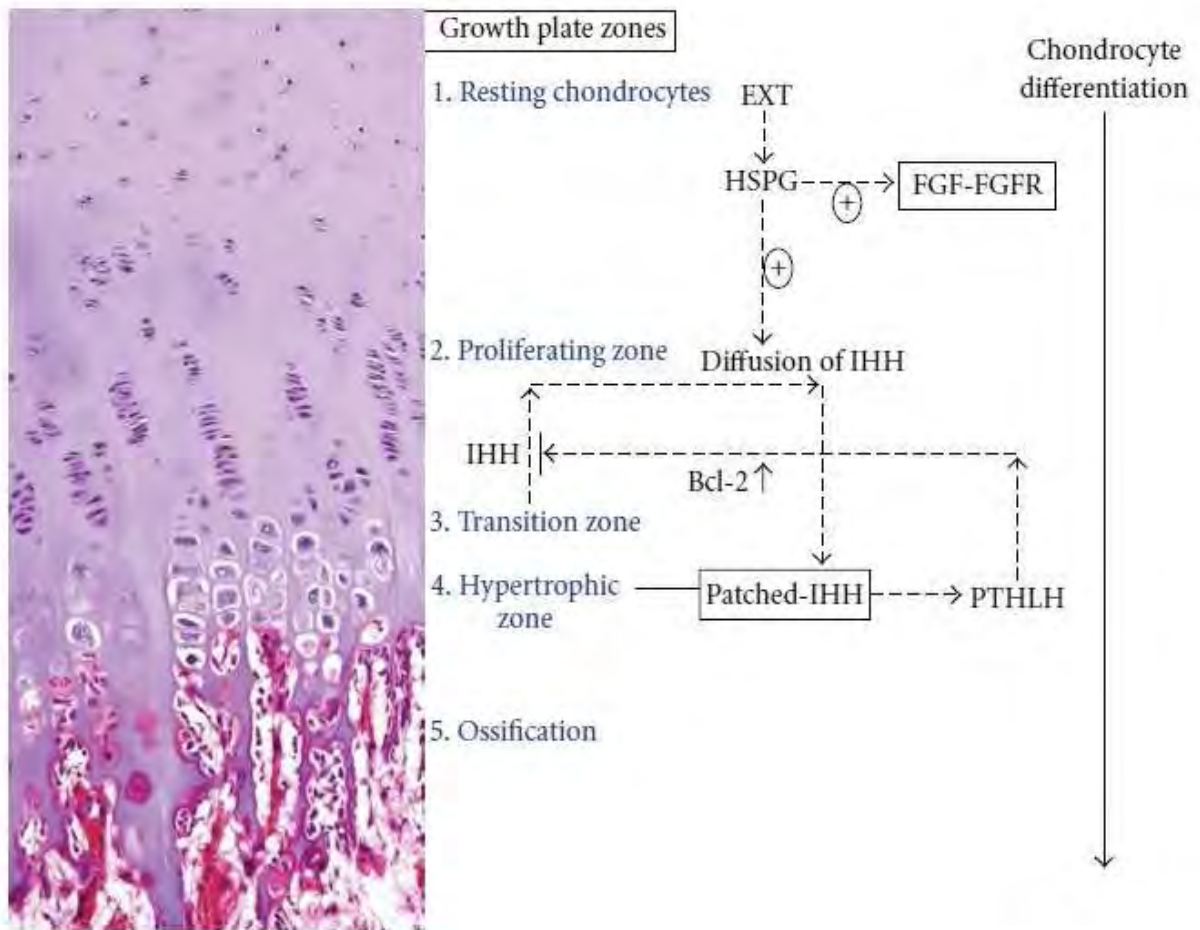 Growth plate zones
Chondrocyte
differentiation
1. Resting chondrocytes
EXT
HSPG
+
FGF-FGFR
+
2. Proliferating zone
Diffusion of IHH
IHH
Bcl-2↑
3. Transition zone
4. Hypertrophic
zone
Patched-IHH
PTHLH
5. Ossification